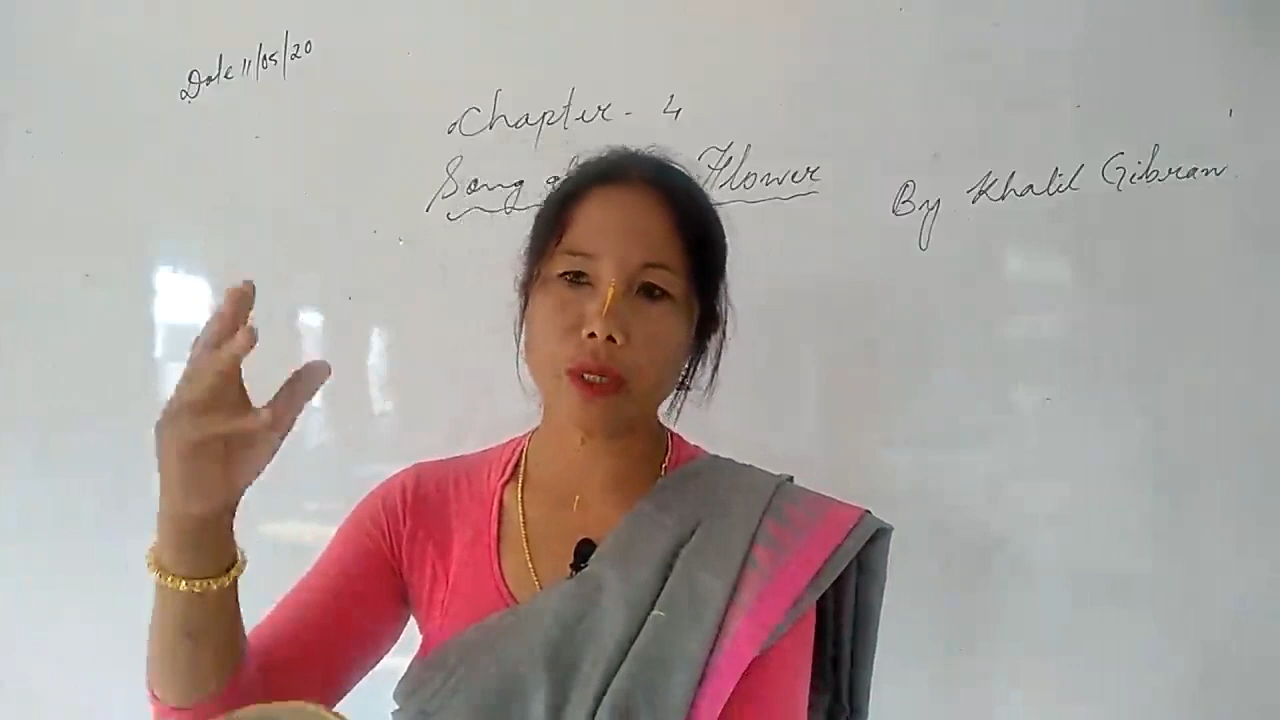 Date 11/05/20
Chapter - 4
Song Flower
By Khalil Gibran